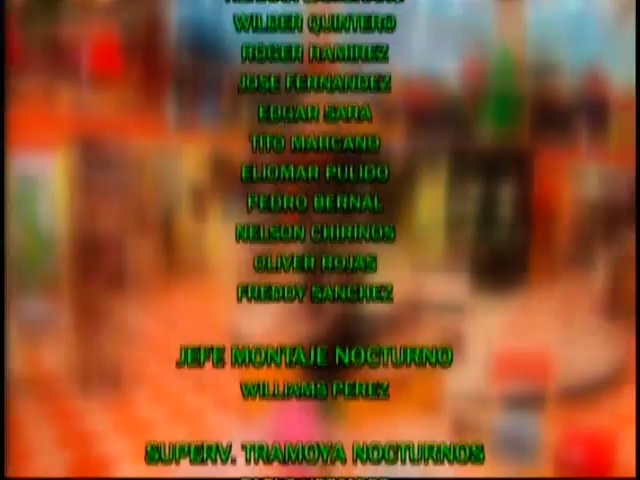 WILBER QUINTERO
ROGER RAMIREZ
JOSE FERNANDEZ
EDGAR SARA
TITO MARCANO
ELIOMAR PULIDO
PEDRO BERNAL
NELSON CHIRINOS
OLIVER ROJAS
FREDDY SANCHEZ
JEFE MONTAJE NOCTURNO
WILLIAMS PEREZ
SUPERV. TRAMOYA NOCTURNOS